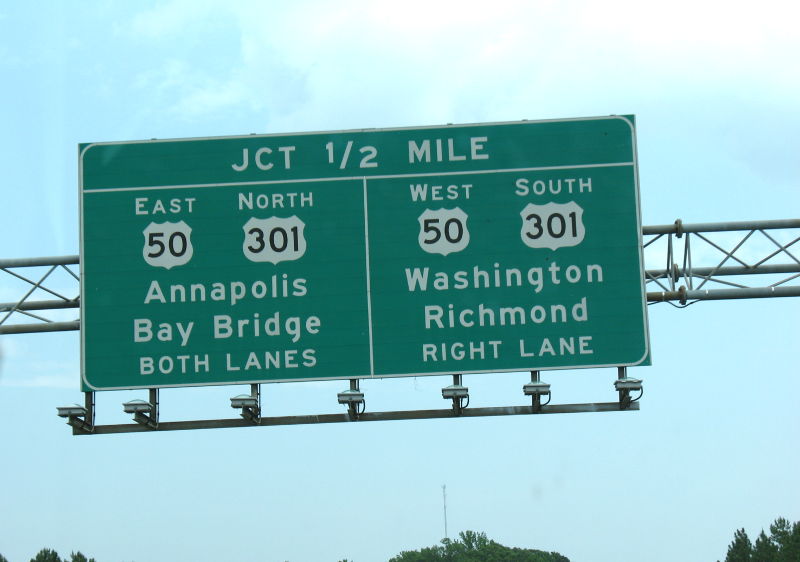 JCT 1/2 MILE
EAST NORTH
50 301
Annapolis
Bay Bridge
BOTH LANES
WEST SOUTH
50 301
Washington
Richmond
RIGHT LANE